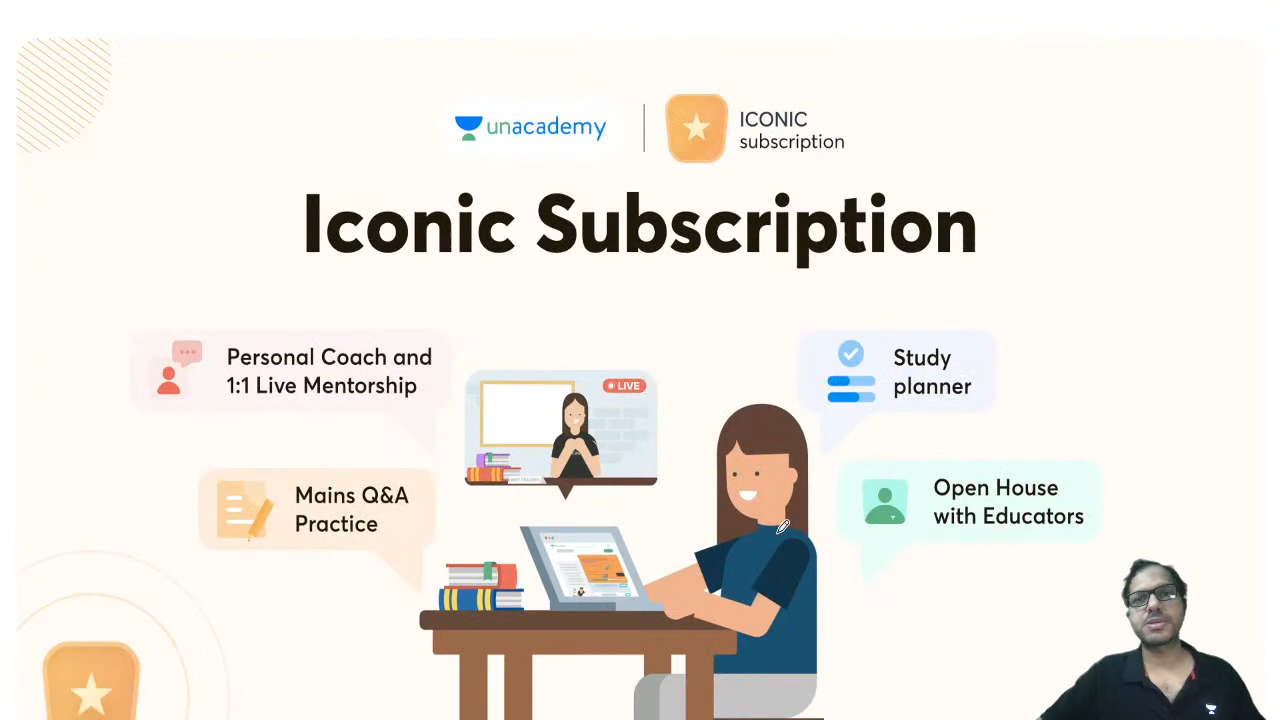 unacademy
ICONIC
subscription
Iconic Subscription
Personal Coach and
1:1 Live Mentorship
LIVE
Study
planner
Mains Q&A
Practice
Open House
with Educators